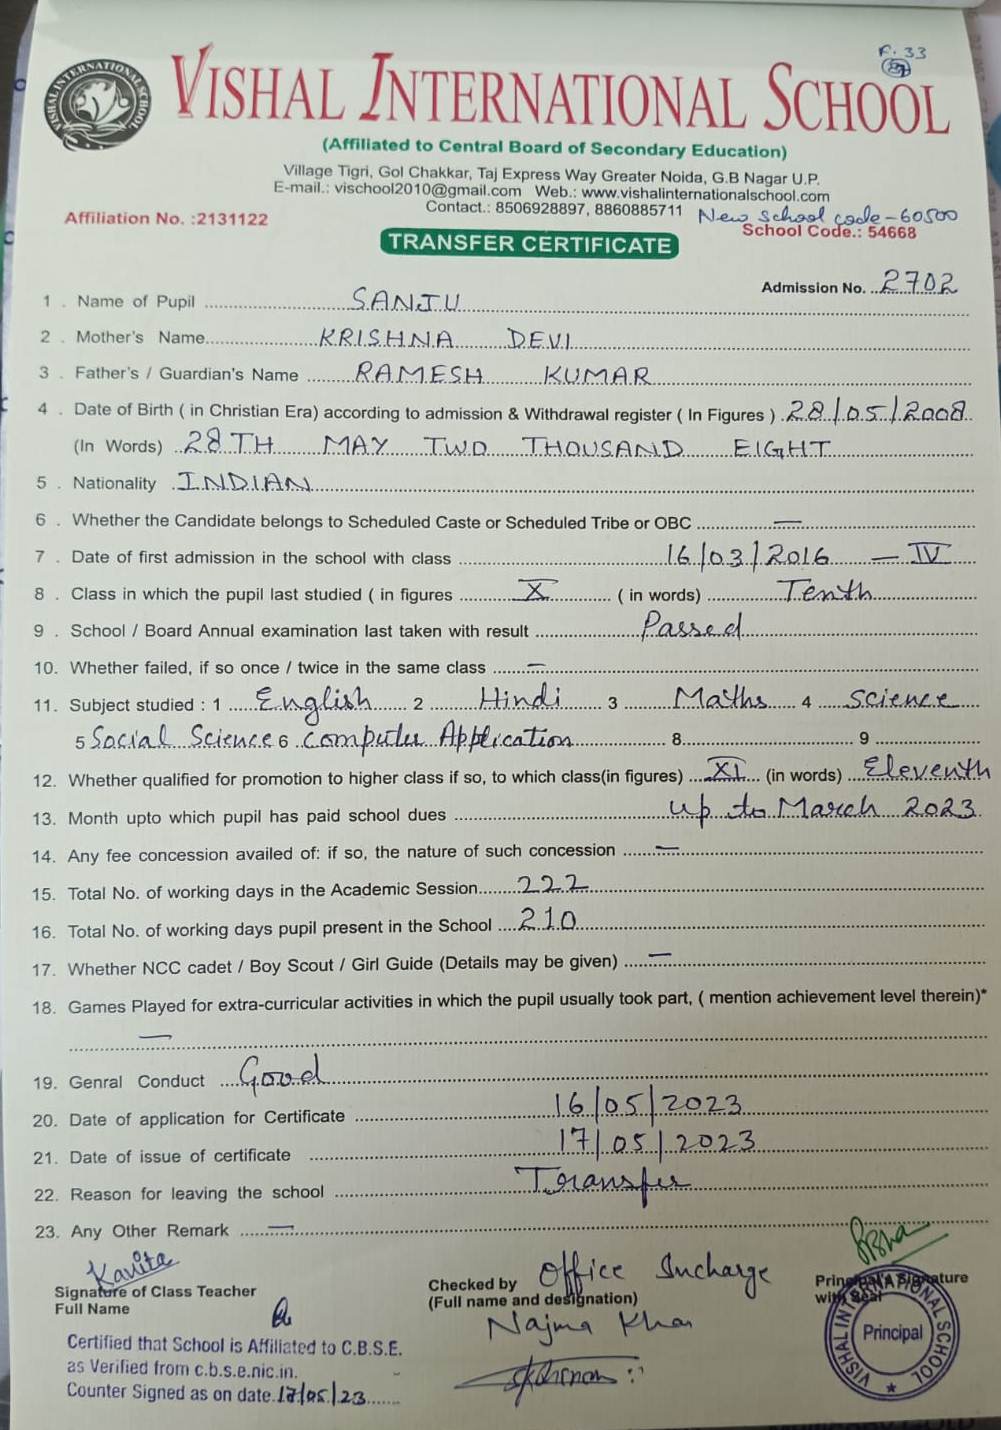 F. 33
VISHAL INTERNATIONAL SCHOOL
(Affiliated to Central Board of Secondary Education)
Village Tigri, Gol Chakkar, Taj Express Way Greater Noida, G.B Nagar U.P.
E-mail.: vischool2010@gmail.com Web.: www.vishalinternationalschool.com
Contact.: 8506928897, 8860885711 New School code - 60500
Affiliation No. :2131122 School Code.: 54668
TRANSFER CERTIFICATE
Admission No. 2702
1 . Name of Pupil SANJU
2 . Mother's Name KRISHNA DEVI
3 . Father's / Guardian's Name RAMESH KUMAR
4 . Date of Birth ( in Christian Era) according to admission & Withdrawal register ( In Figures ) 28/05/2008
(In Words) 28TH MAY TWO THOUSAND EIGHT
5 . Nationality INDIAN
6 . Whether the Candidate belongs to Scheduled Caste or Scheduled Tribe or OBC —
7 . Date of first admission in the school with class 16/03/2016 — IV
8 . Class in which the pupil last studied ( in figures X ( in words) Tenth
9 . School / Board Annual examination last taken with result Passed
10. Whether failed, if so once / twice in the same class —
11. Subject studied : 1 English 2 Hindi 3 Maths 4 Science
5 Social Science 6 Computer Application 8 9
12. Whether qualified for promotion to higher class if so, to which class(in figures) XI (in words) Eleventh
13. Month upto which pupil has paid school dues up to March 2023
14. Any fee concession availed of: if so, the nature of such concession —
15. Total No. of working days in the Academic Session 222
16. Total No. of working days pupil present in the School 210
17. Whether NCC cadet / Boy Scout / Girl Guide (Details may be given) —
18. Games Played for extra-curricular activities in which the pupil usually took part, ( mention achievement level therein)*
—
19. Genral Conduct Good
20. Date of application for Certificate 16/05/2023
21. Date of issue of certificate 17/05/2023
22. Reason for leaving the school Transfer
23. Any Other Remark —
Kavita
Signature of Class Teacher
Full Name
Checked by Office Incharge
(Full name and designation)
Najma Khan
Principal's Signature
with Seal
VISHAL INTERNATIONAL SCHOOL
Principal
Certified that School is Affiliated to C.B.S.E.
as Verified from c.b.s.e.nic.in.
Counter Signed as on date 17/05/23